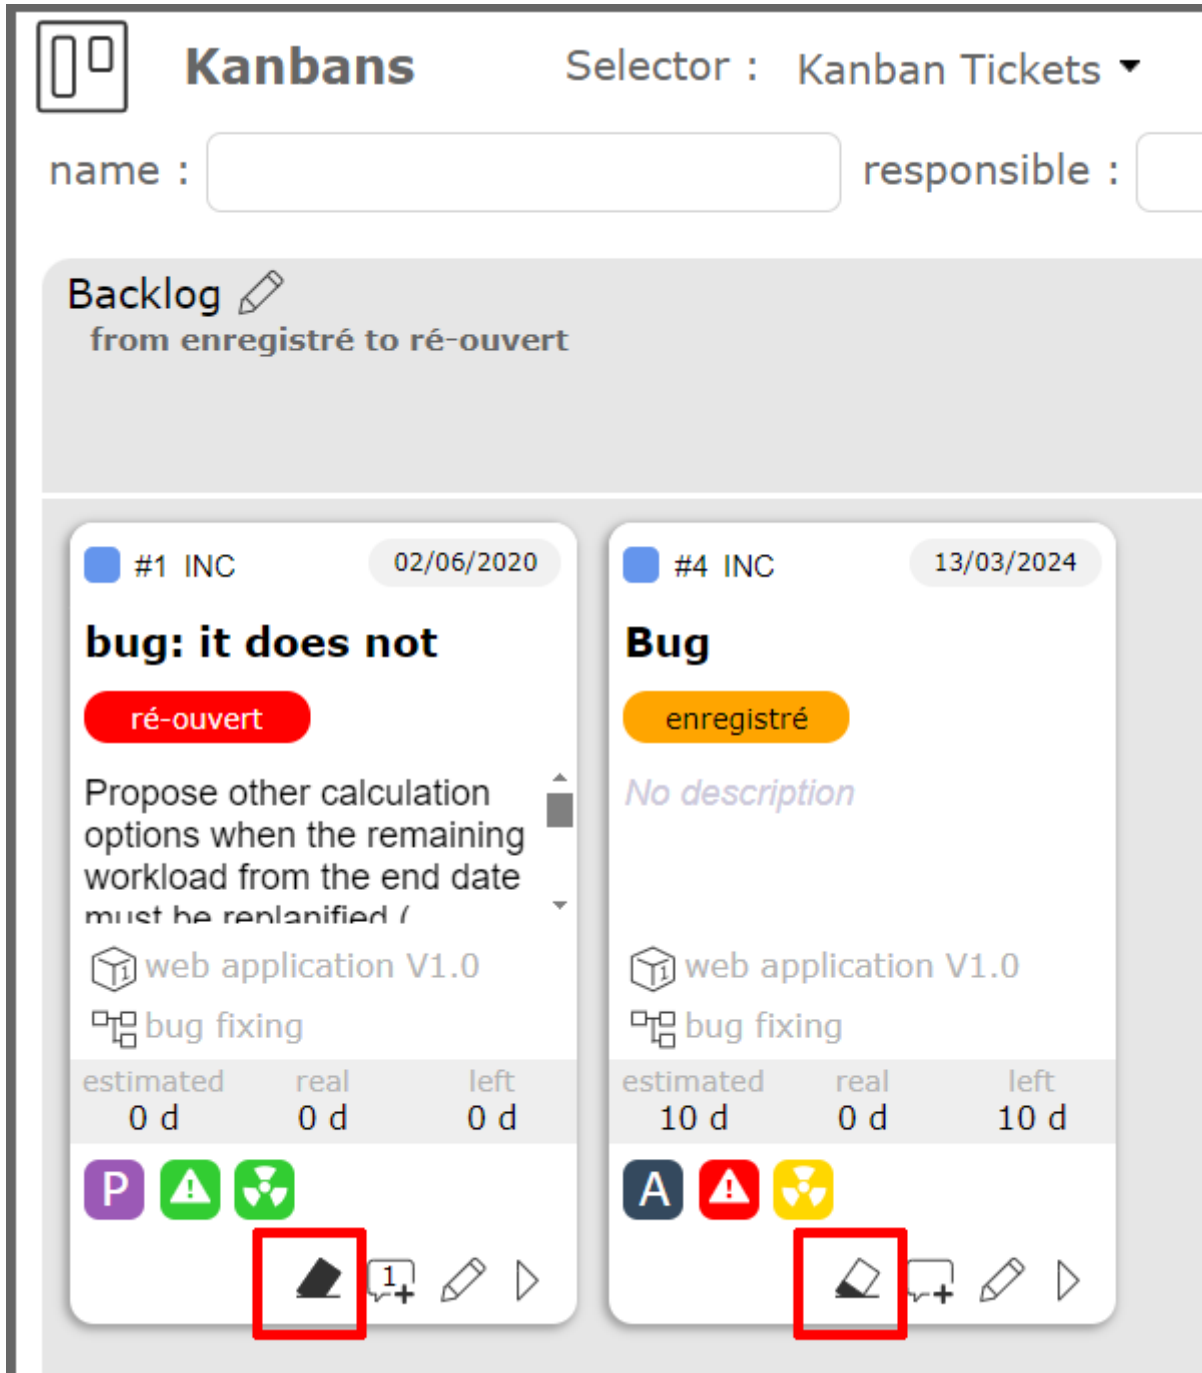 Kanbans Selector : Kanban Tickets
name : responsible :
Backlog
from enregistré to ré-ouvert
#1 INC 02/06/2020
bug: it does not
ré-ouvert
Propose other calculation
options when the remaining
workload from the end date
must be replanified (
web application V1.0
bug fixing
estimated real left
0 d 0 d 0 d
P
1
#4 INC 13/03/2024
Bug
enregistré
No description
web application V1.0
bug fixing
estimated real left
10 d 0 d 10 d
A